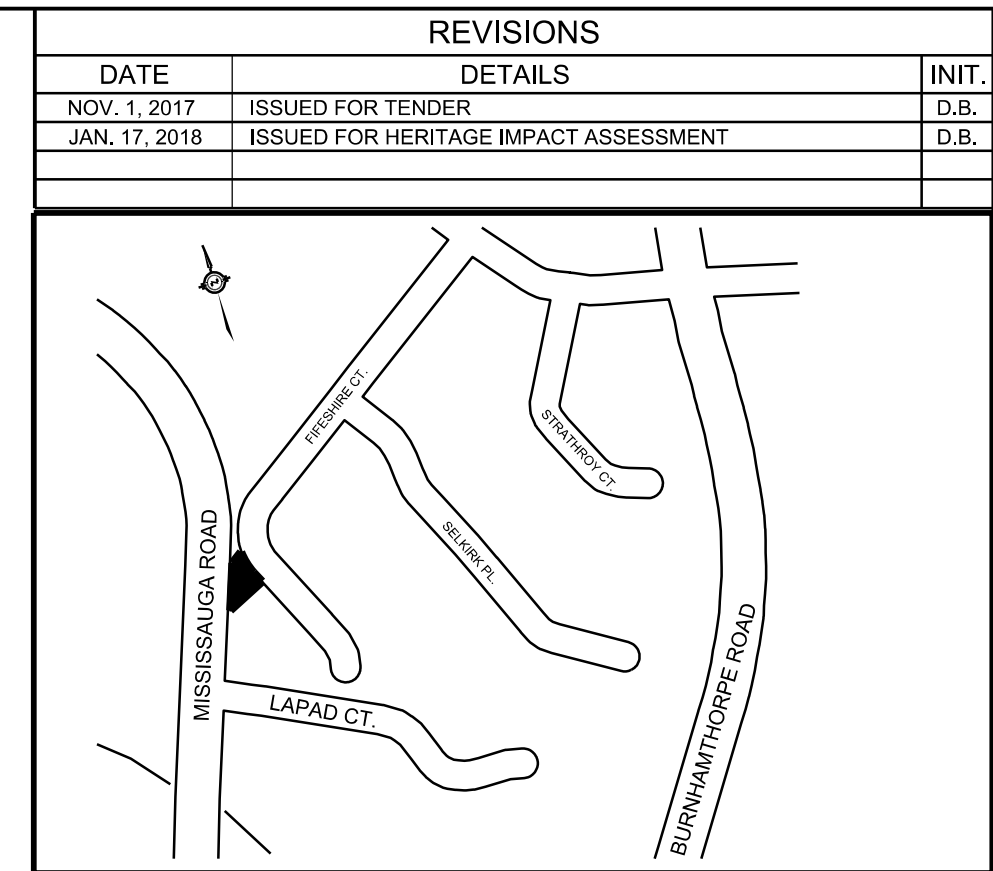 REVISIONS
DATE DETAILS INIT.
NOV. 1, 2017 ISSUED FOR TENDER D.B.
JAN. 17, 2018 ISSUED FOR HERITAGE IMPACT ASSESSMENT D.B.
FIFESHIRE CT.
STRATHROY CT.
SELKIRK PL.
MISSISSAUGA ROAD
LAPAD CT.
BURNHAMTHORPE ROAD